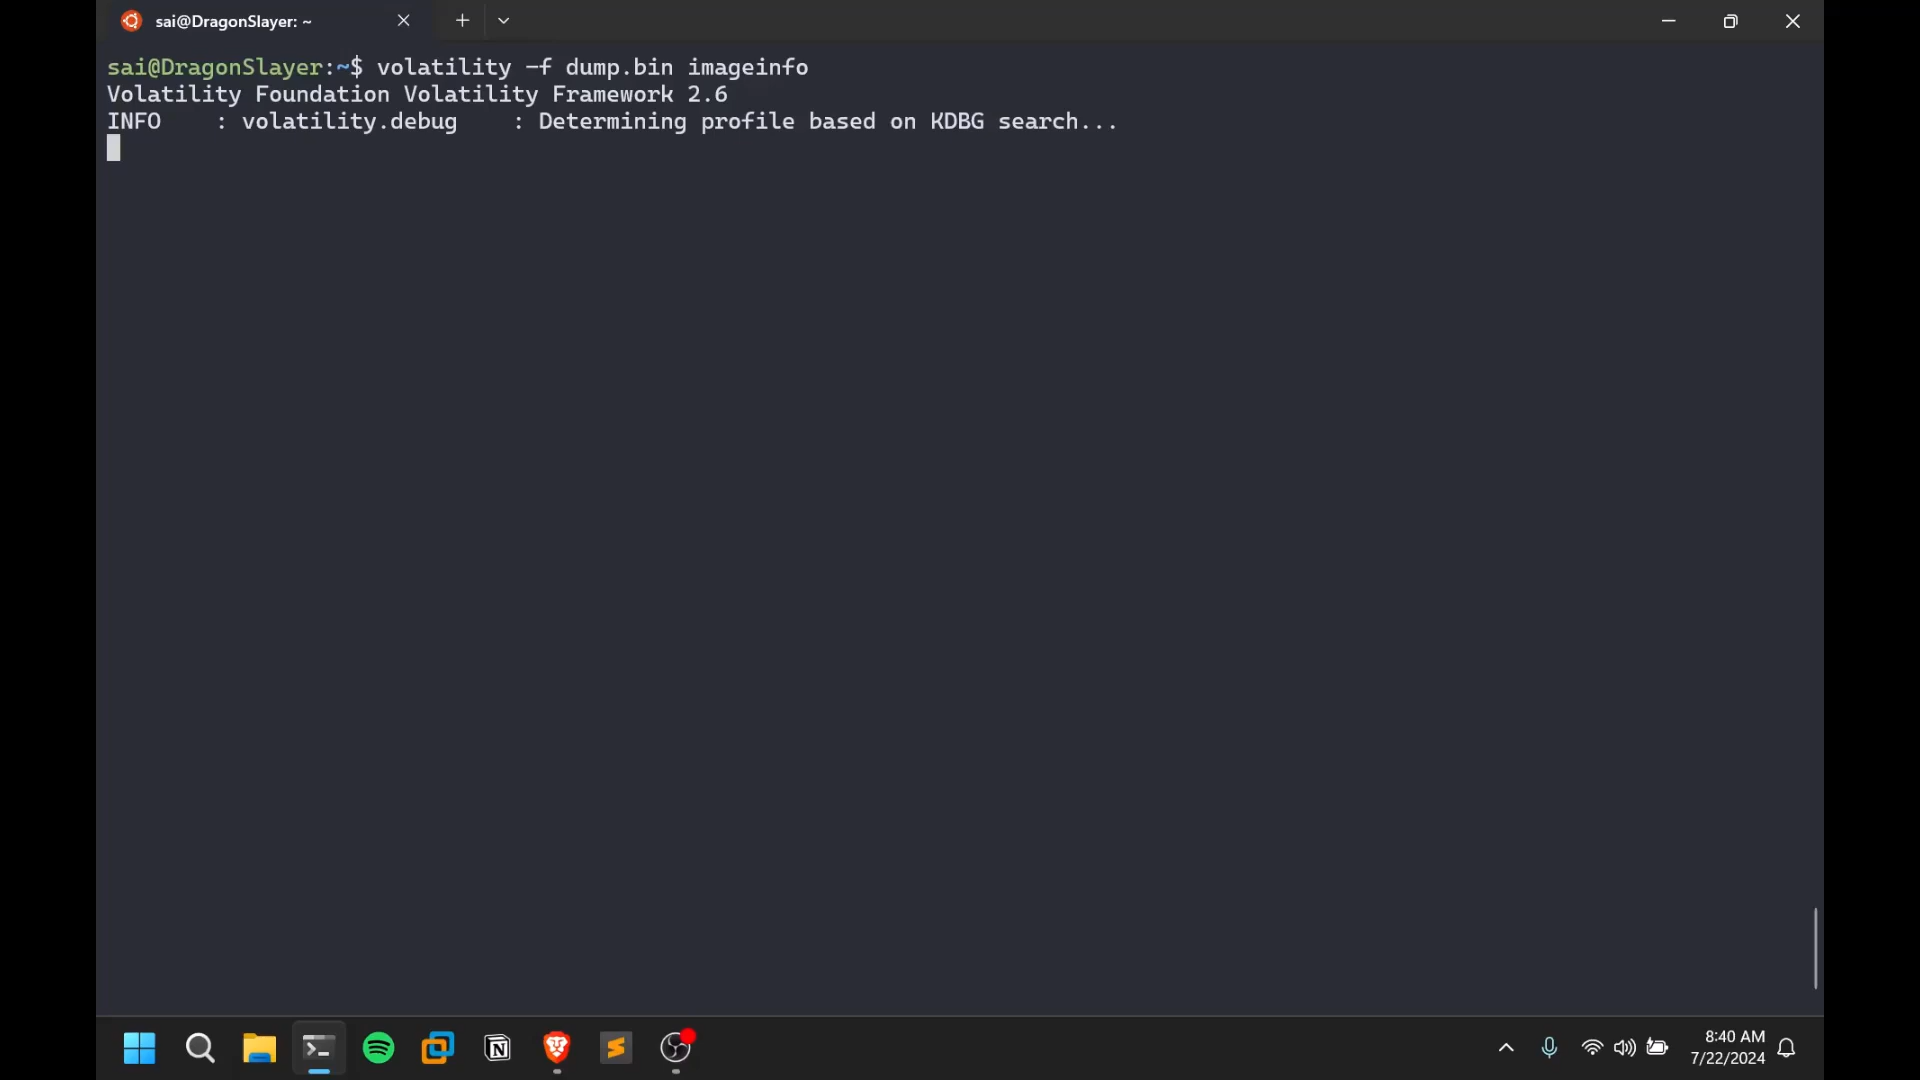 sai@DragonSlayer: ~
sai@DragonSlayer:~$ volatility -f dump.bin imageinfo
Volatility Foundation Volatility Framework 2.6
INFO    : volatility.debug    : Determining profile based on KDBG search...
8:40 AM
7/22/2024